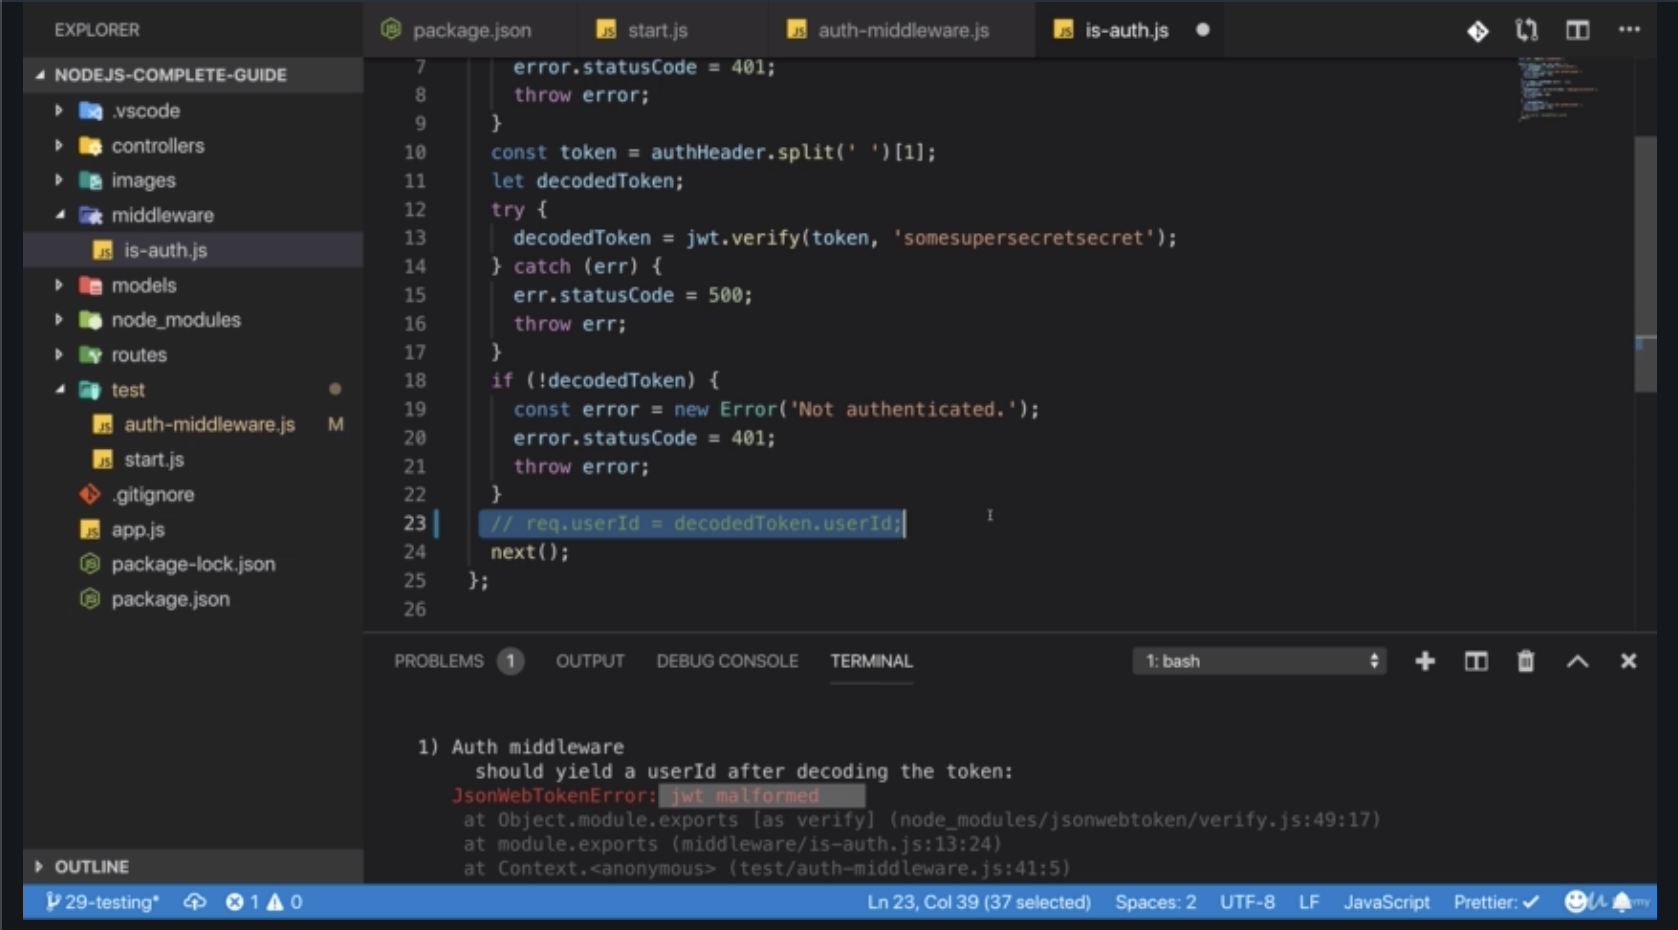 EXPLORER
package.json
start.js
auth-middleware.js
is-auth.js
NODEJS-COMPLETE-GUIDE
.vscode
controllers
images
middleware
is-auth.js
models
node_modules
routes
test
auth-middleware.js M
start.js
.gitignore
app.js
package-lock.json
package.json
OUTLINE
7 error.statusCode = 401;
8 throw error;
9 }
10 const token = authHeader.split(' ')[1];
11 let decodedToken;
12 try {
13 decodedToken = jwt.verify(token, 'somesupersecretsecret');
14 } catch (err) {
15 err.statusCode = 500;
16 throw err;
17 }
18 if (!decodedToken) {
19 const error = new Error('Not authenticated.');
20 error.statusCode = 401;
21 throw error;
22 }
23 // req.userId = decodedToken.userId;
24 next();
25 };
26
PROBLEMS 1 OUTPUT DEBUG CONSOLE TERMINAL 1: bash
1) Auth middleware
should yield a userId after decoding the token:
JsonWebTokenError: jwt malformed
at Object.module.exports [as verify] (node_modules/jsonwebtoken/verify.js:49:17)
at module.exports (middleware/is-auth.js:13:24)
at Context.<anonymous> (test/auth-middleware.js:41:5)
29-testing* 1 0 Ln 23, Col 39 (37 selected) Spaces: 2 UTF-8 LF JavaScript Prettier: ✓